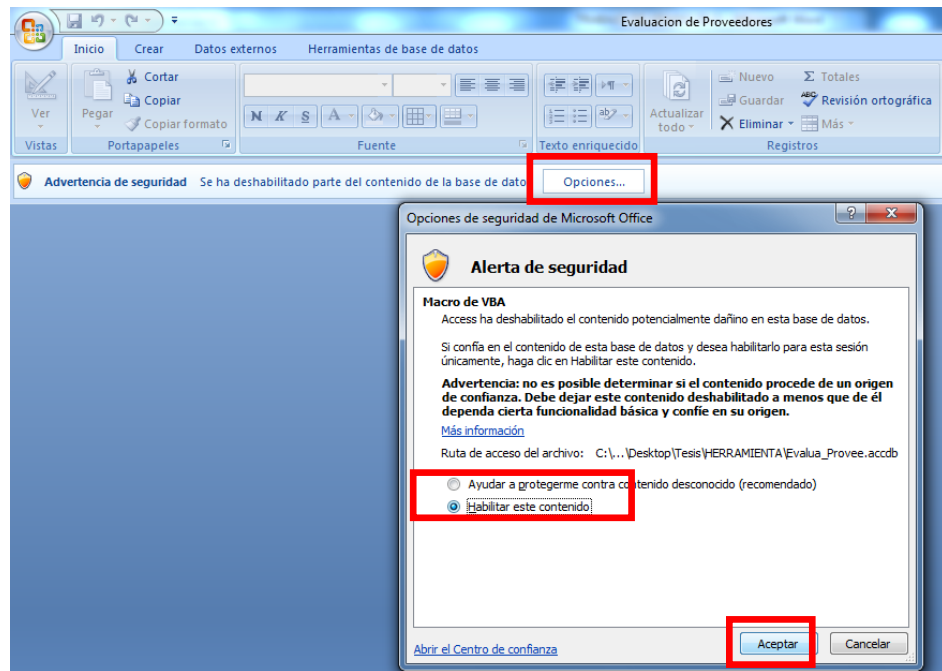 Evaluacion de Proveedores
Inicio Crear Datos externos Herramientas de base de datos
Ver
Vistas
Pegar
Cortar
Copiar
Copiar formato
Portapapeles
N K S A
Fuente
Texto enriquecido
Actualizar
todo
Nuevo
Guardar
Eliminar
Σ Totales
Revisión ortográfica
Más
Registros
Advertencia de seguridad Se ha deshabilitado parte del contenido de la base de dato
Opciones...
Opciones de seguridad de Microsoft Office
Alerta de seguridad
Macro de VBA
Access ha deshabilitado el contenido potencialmente dañino en esta base de datos.
Si confía en el contenido de esta base de datos y desea habilitarlo para esta sesión
únicamente, haga clic en Habilitar este contenido.
Advertencia: no es posible determinar si el contenido procede de un origen
de confianza. Debe dejar este contenido deshabilitado a menos que de él
dependa cierta funcionalidad básica y confíe en su origen.
Más información
Ruta de acceso del archivo: C:\...\Desktop\Tesis\HERRAMIENTA\Evalua_Provee.accdb
Ayudar a protegerme contra contenido desconocido (recomendado)
Habilitar este contenido
Abrir el Centro de confianza
Aceptar
Cancelar